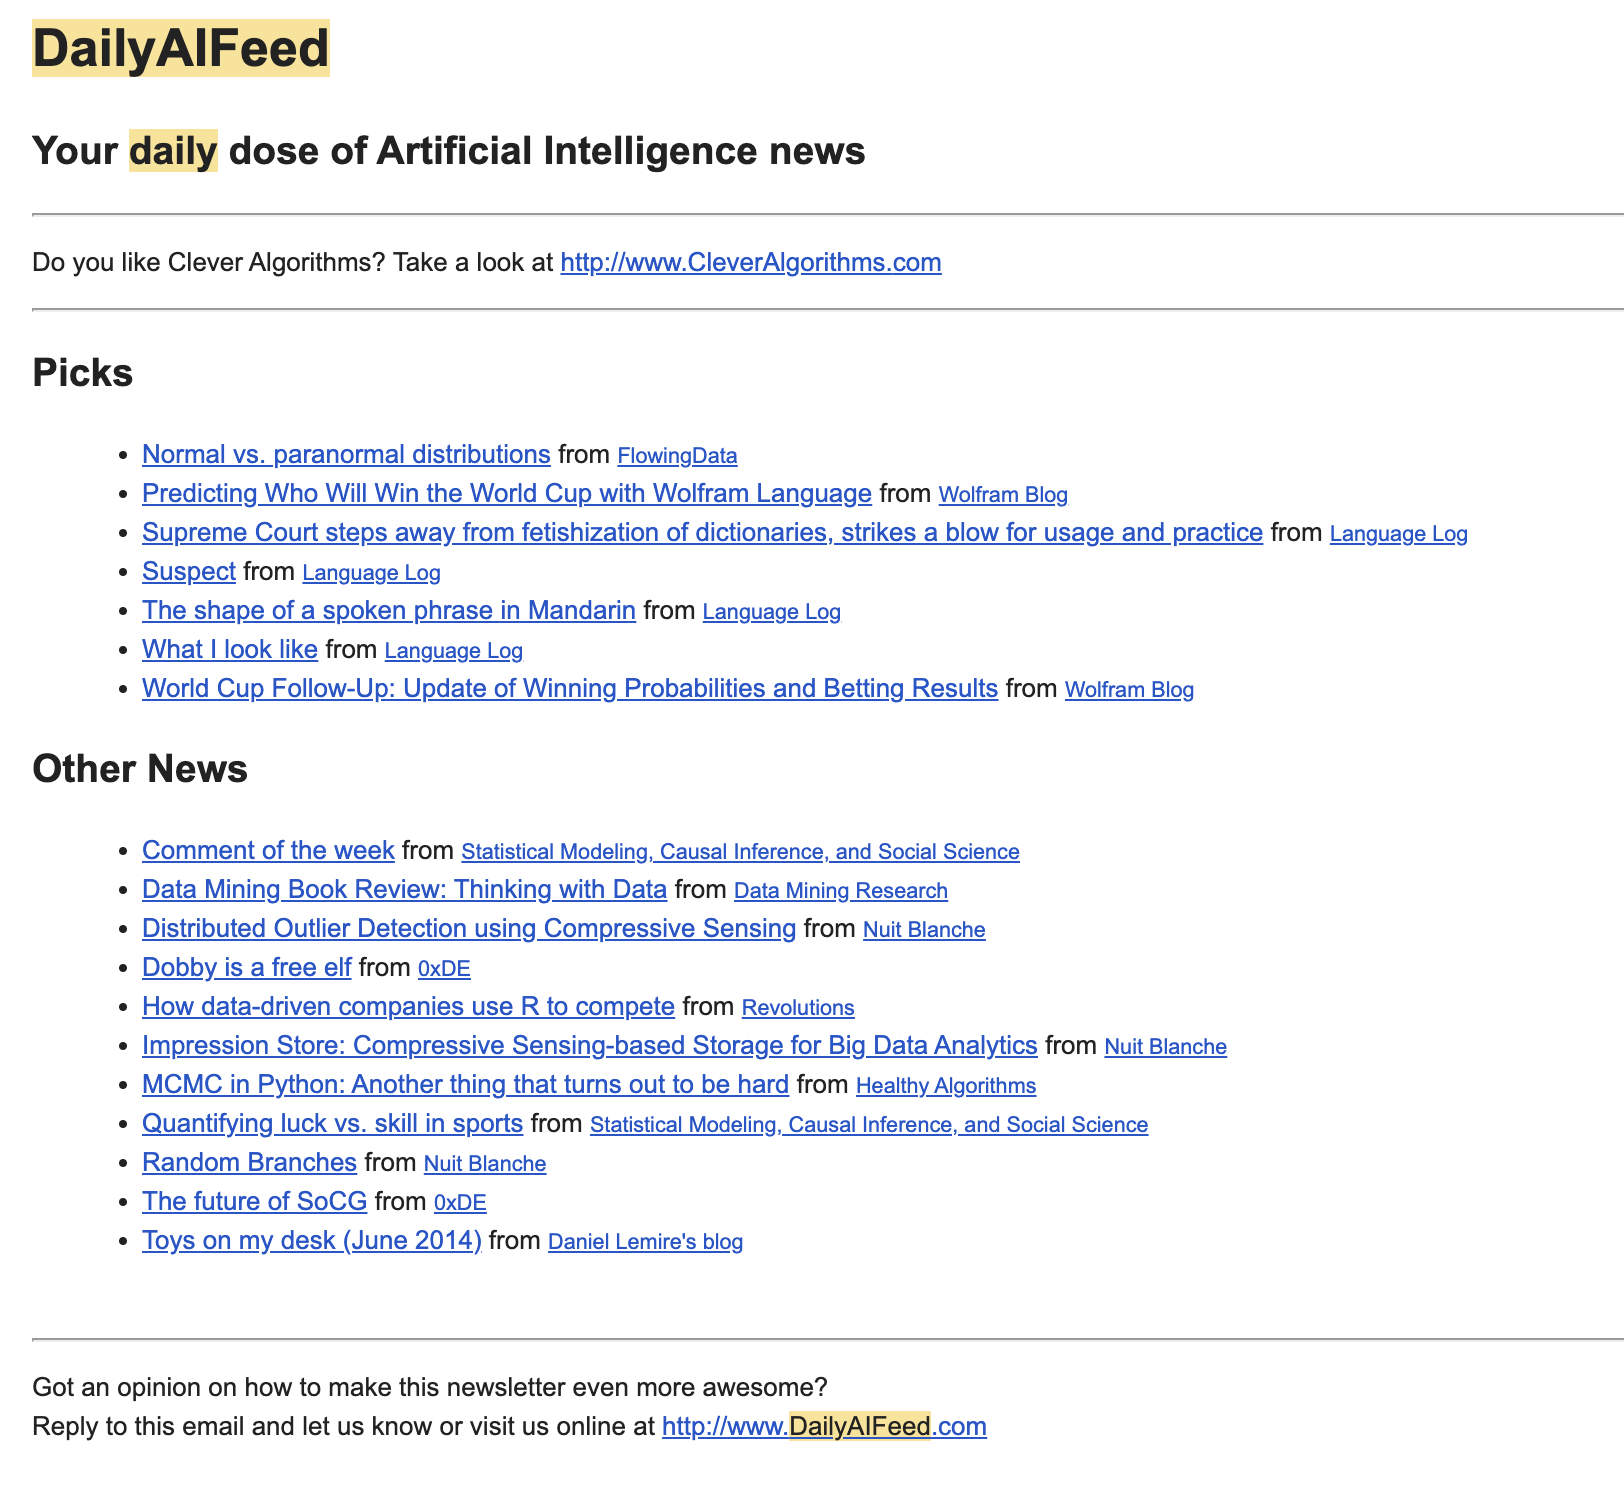 DailyAIFeed
Your daily dose of Artificial Intelligence news
Do you like Clever Algorithms? Take a look at http://www.CleverAlgorithms.com
Picks
• Normal vs. paranormal distributions from FlowingData
• Predicting Who Will Win the World Cup with Wolfram Language from Wolfram Blog
• Supreme Court steps away from fetishization of dictionaries, strikes a blow for usage and practice from Language Log
• Suspect from Language Log
• The shape of a spoken phrase in Mandarin from Language Log
• What I look like from Language Log
• World Cup Follow-Up: Update of Winning Probabilities and Betting Results from Wolfram Blog
Other News
• Comment of the week from Statistical Modeling, Causal Inference, and Social Science
• Data Mining Book Review: Thinking with Data from Data Mining Research
• Distributed Outlier Detection using Compressive Sensing from Nuit Blanche
• Dobby is a free elf from 0xDE
• How data-driven companies use R to compete from Revolutions
• Impression Store: Compressive Sensing-based Storage for Big Data Analytics from Nuit Blanche
• MCMC in Python: Another thing that turns out to be hard from Healthy Algorithms
• Quantifying luck vs. skill in sports from Statistical Modeling, Causal Inference, and Social Science
• Random Branches from Nuit Blanche
• The future of SoCG from 0xDE
• Toys on my desk (June 2014) from Daniel Lemire's blog
Got an opinion on how to make this newsletter even more awesome?
Reply to this email and let us know or visit us online at http://www.DailyAIFeed.com